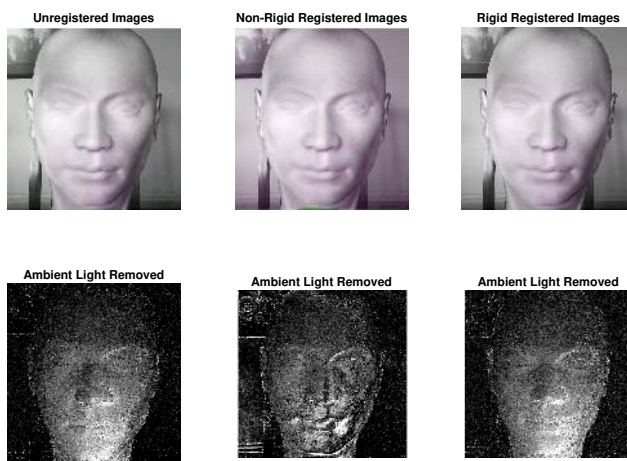 Unregistered Images
Non-Rigid Registered Images
Rigid Registered Images
Ambient Light Removed
Ambient Light Removed
Ambient Light Removed